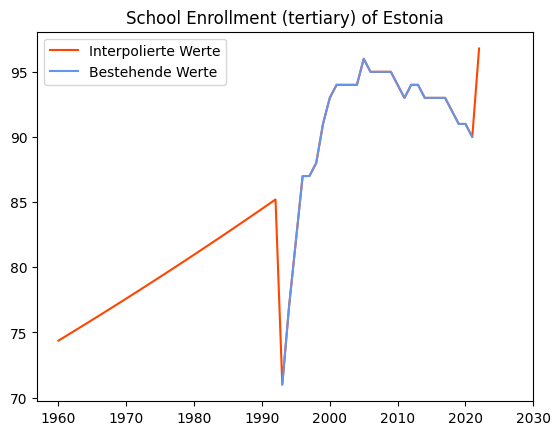 School Enrollment (tertiary) of Estonia
Interpolierte Werte
Bestehende Werte
95
90
85
80
75
70
1960 1970 1980 1990 2000 2010 2020 2030